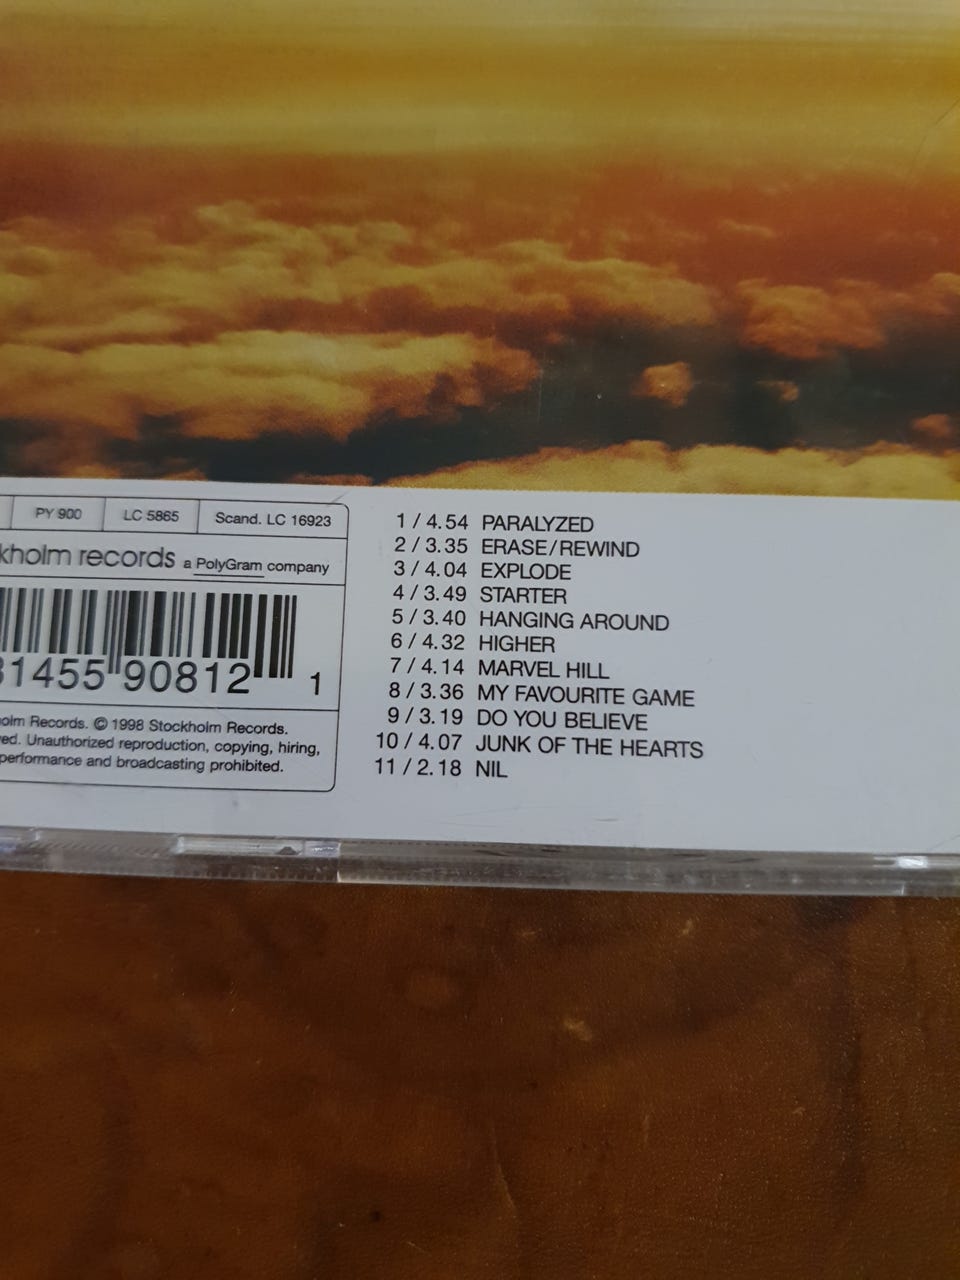 PY 900
LC 5865
Scand. LC 16923
records a PolyGram company
1455 90812 1
Records. © 1998 Stockholm Records.
Unauthorized reproduction, copying, hiring,
performance and broadcasting prohibited.
1 / 4.54 PARALYZED
2 / 3.35 ERASE/REWIND
3 / 4.04 EXPLODE
4 / 3.49 STARTER
5 / 3.40 HANGING AROUND
6 / 4.32 HIGHER
7 / 4.14 MARVEL HILL
8 / 3.36 MY FAVOURITE GAME
9 / 3.19 DO YOU BELIEVE
10 / 4.07 JUNK OF THE HEARTS
11 / 2.18 NIL